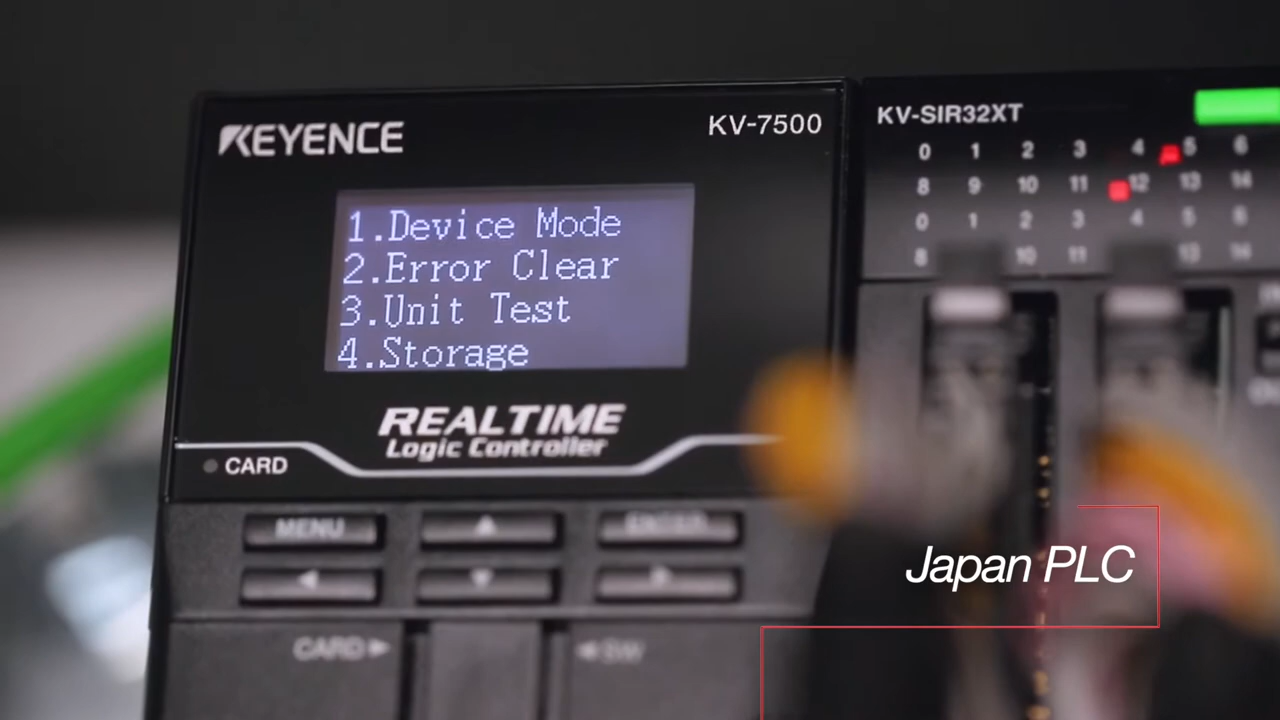 KEYENCE
KV-7500
1.Device Mode
2.Error Clear
3.Unit Test
4.Storage
REALTIME
Logic Controller
CARD
MENU ▲ ENTER
◀ ▼ ▶
CARD▶ ◀SW
KV-SIR32XT
0 1 2 3 4 5 6
8 9 10 11 12 13 14
0 1 2 3 4 5 6
8 10 11 13 14
Japan PLC